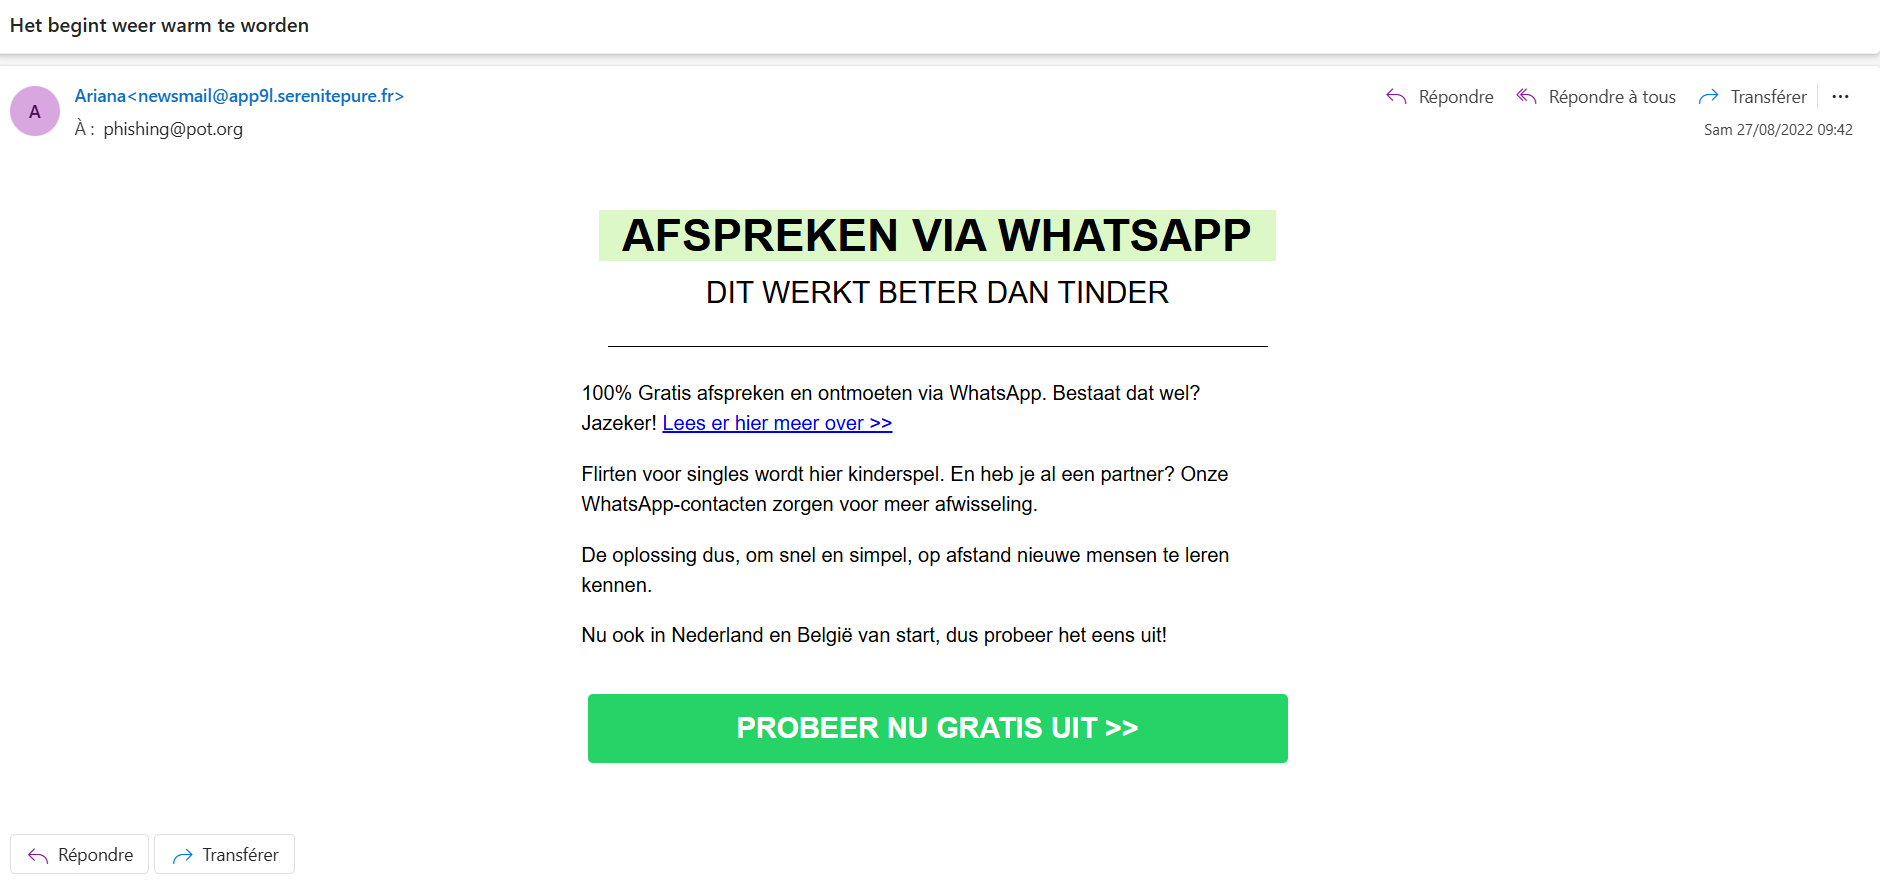 Het begint weer warm te worden
A
Ariana<newsmail@app9l.serenitepure.fr>
À : phishing@pot.org
Répondre
Répondre à tous
Transférer
...
Sam 27/08/2022 09:42
AFSPREKEN VIA WHATSAPP
DIT WERKT BETER DAN TINDER
100% Gratis afspreken en ontmoeten via WhatsApp. Bestaat dat wel?
Jazeker! Lees er hier meer over >>
Flirten voor singles wordt hier kinderspel. En heb je al een partner? Onze
WhatsApp-contacten zorgen voor meer afwisseling.
De oplossing dus, om snel en simpel, op afstand nieuwe mensen te leren
kennen.
Nu ook in Nederland en België van start, dus probeer het eens uit!
PROBEER NU GRATIS UIT >>
Répondre
Transférer